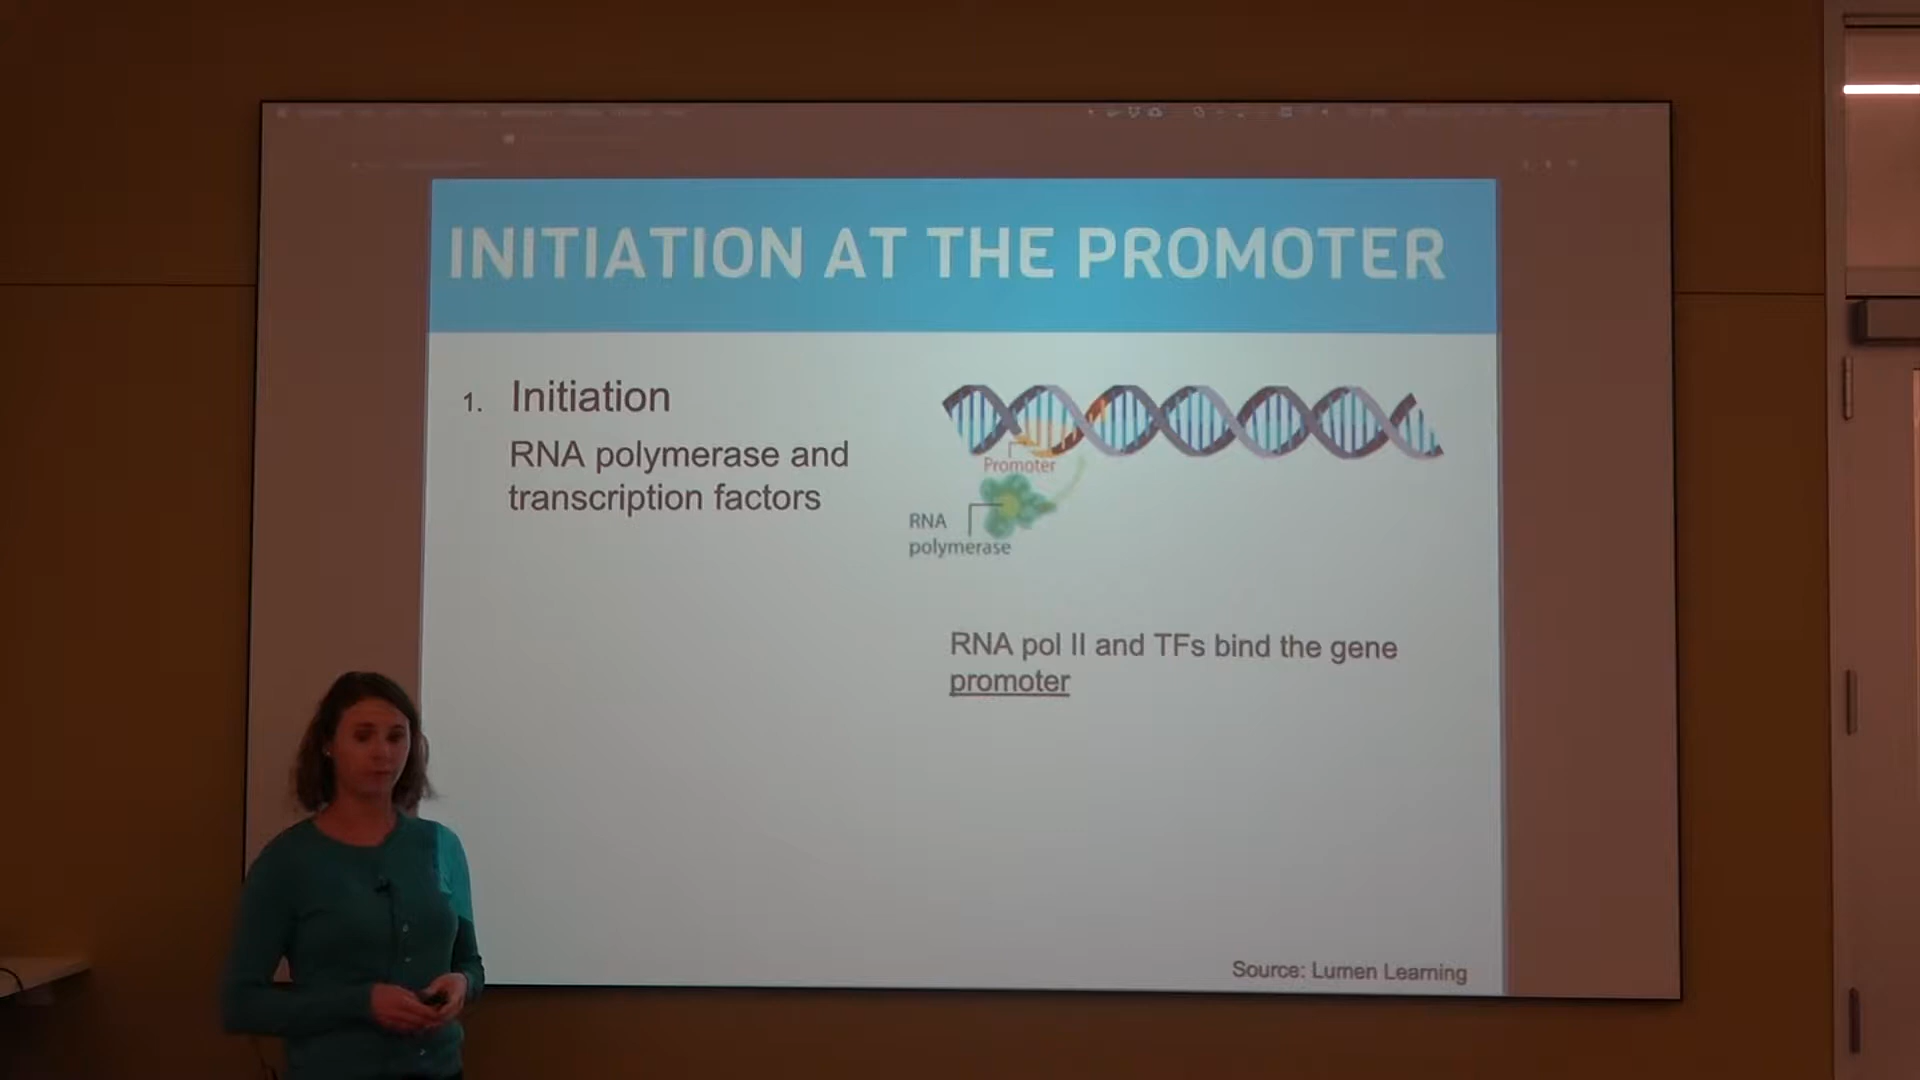 INITIATION AT THE PROMOTER
1. Initiation
RNA polymerase and
transcription factors
Promoter
RNA
polymerase
RNA pol II and TFs bind the gene
promoter
Source: Lumen Learning